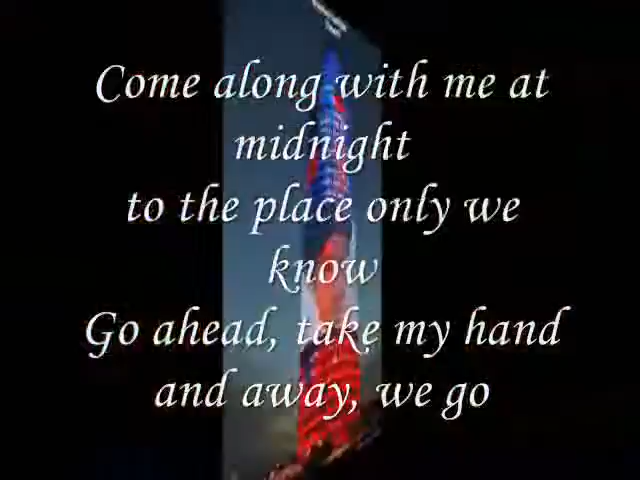 Come along with me at
midnight
to the place only we
know
Go ahead, take my hand
and away, we go